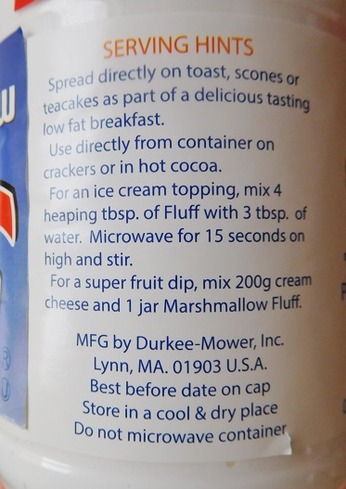 SERVING HINTS
Spread directly on toast, scones or
teacakes as part of a delicious tasting
low fat breakfast.
Use directly from container on
crackers or in hot cocoa.
For an ice cream topping, mix 4
heaping tbsp. of Fluff with 3 tbsp. of
water. Microwave for 15 seconds on
high and stir.
For a super fruit dip, mix 200g cream
cheese and 1 jar Marshmallow Fluff.
MFG by Durkee-Mower, Inc.
Lynn, MA. 01903 U.S.A.
Best before date on cap
Store in a cool & dry place
Do not microwave container